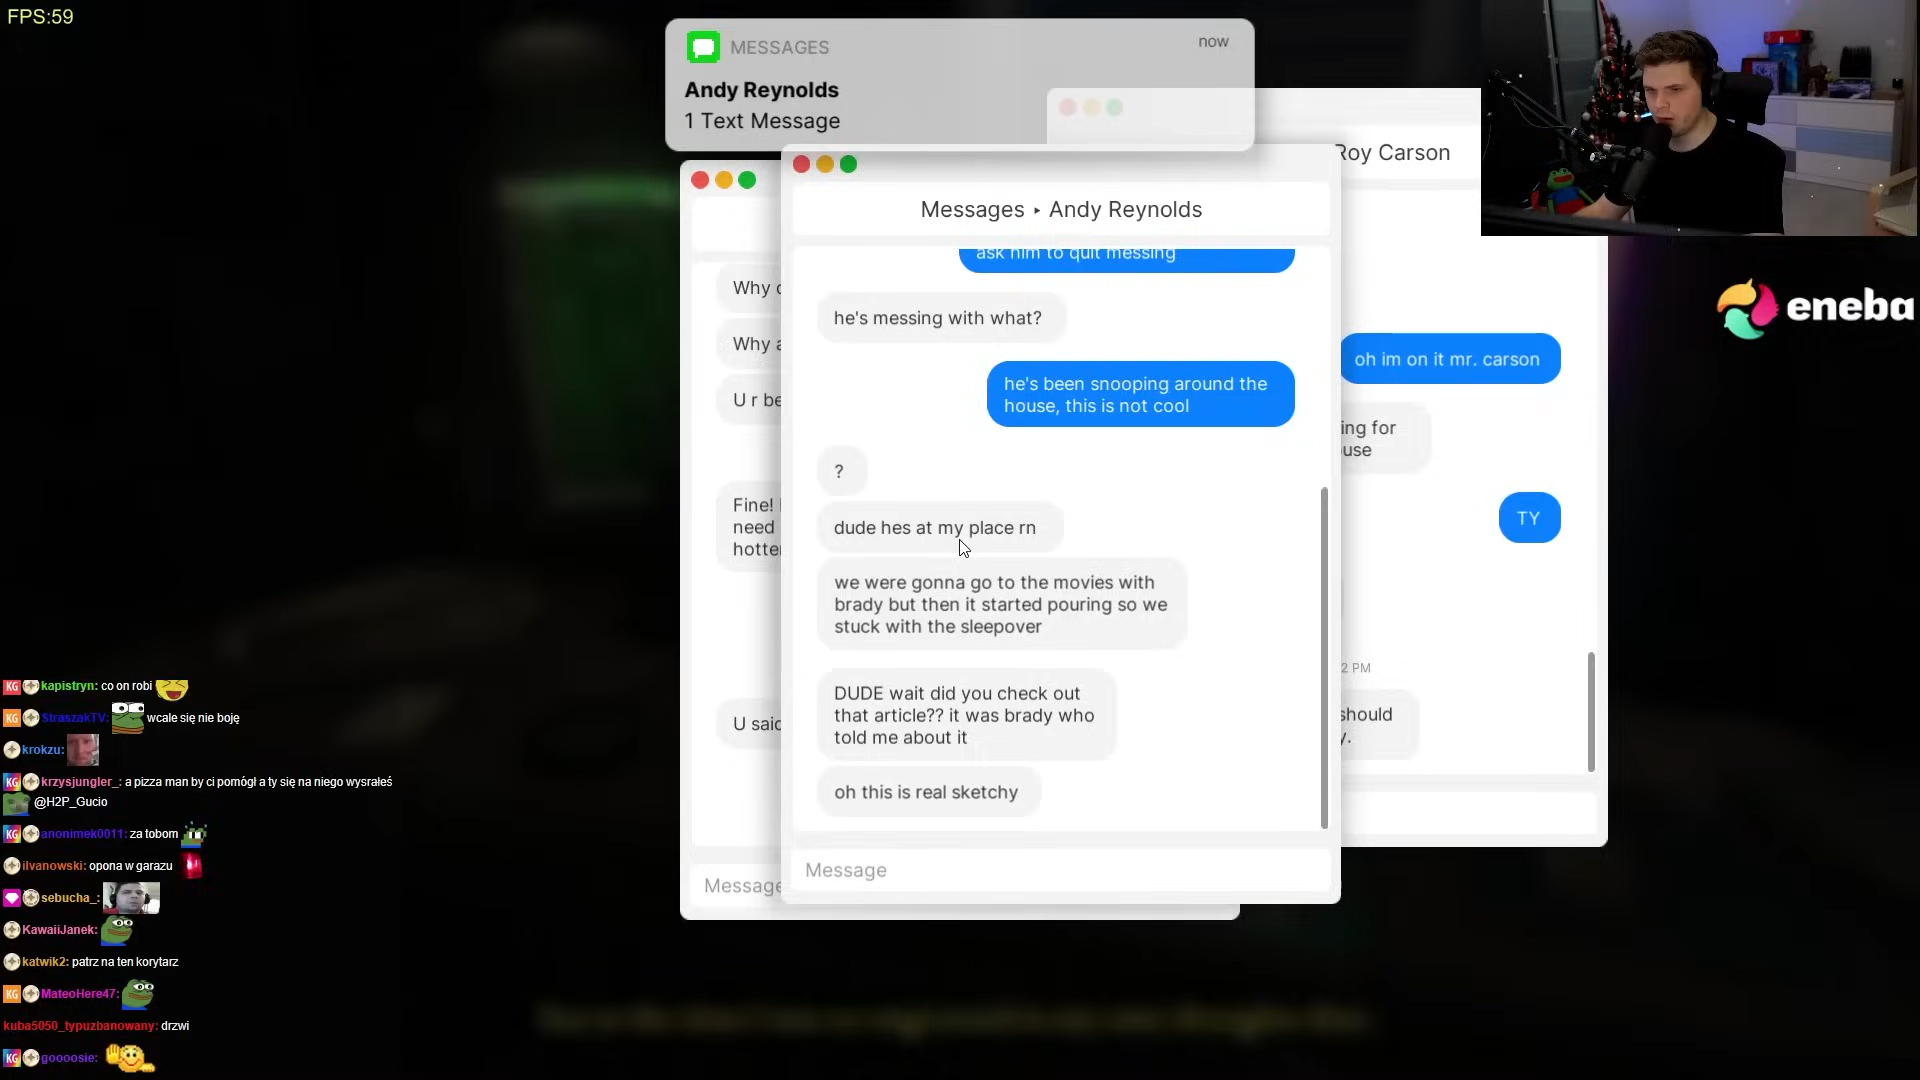 FPS:59
MESSAGES
now
Andy Reynolds
1 Text Message
Roy Carson
Messages ‣ Andy Reynolds
ask him to quit messing
he's messing with what?
he's been snooping around the
house, this is not cool
?
dude hes at my place rn
we were gonna go to the movies with
brady but then it started pouring so we
stuck with the sleepover
DUDE wait did you check out
that article?? it was brady who
told me about it
oh this is real sketchy
Message
Why
Why
U r be
Fine!
need
hotte
U said
Message
oh im on it mr. carson
ing for
use
TY
2 PM
should
y.
eneba
KG kapistryn: co on robi
KG StraszakTV: wcale się nie boję
krokzu:
KG krzysjungler_: a pizza man by ci pomógł a ty się na niego wysrałeś
@H2P_Gucio
KG anonimek0011: za tobom
ilvanowski: opona w garazu
sebucha_:
KawaiiJanek:
katwik2: patrz na ten korytarz
KG MateoHere47:
kuba5050_typuzbanowany: drzwi
KG goooosie: